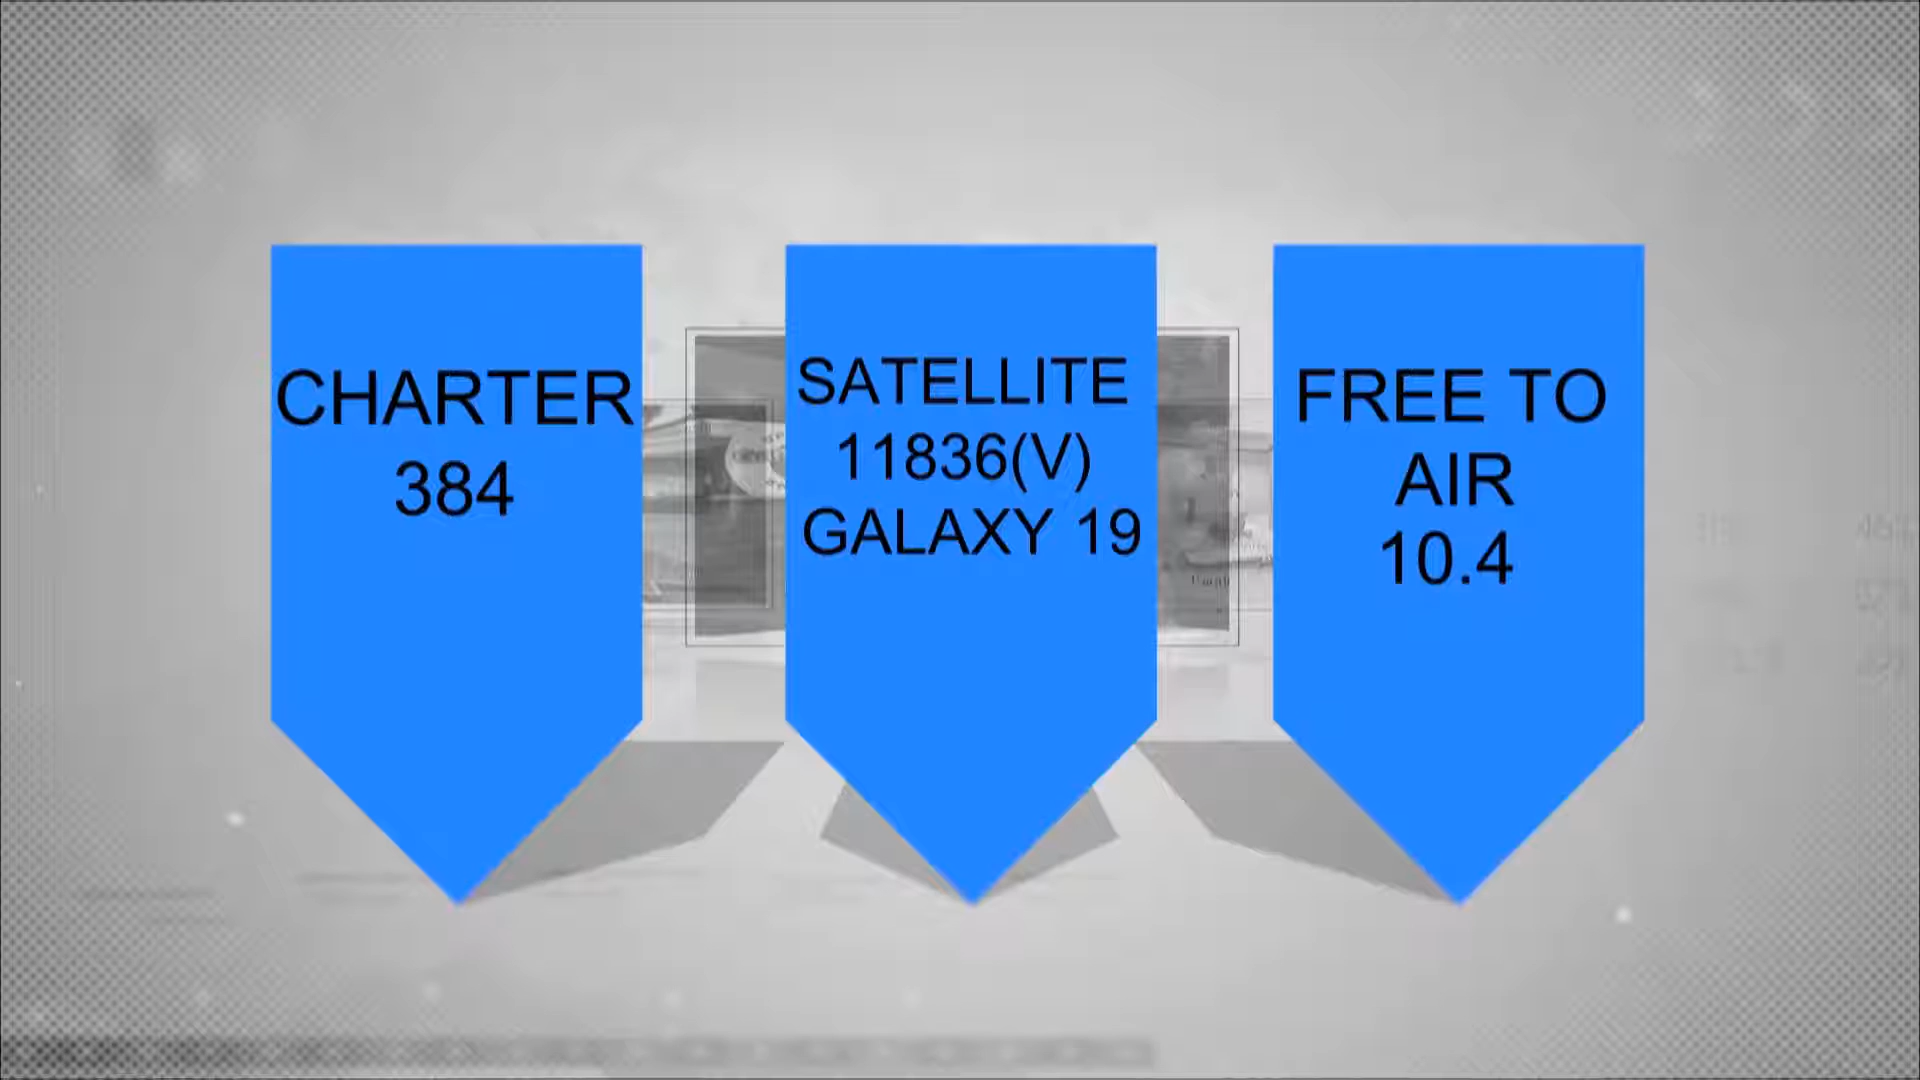 CHARTER
384
SATELLITE
11836(V)
GALAXY 19
FREE TO
AIR
10.4